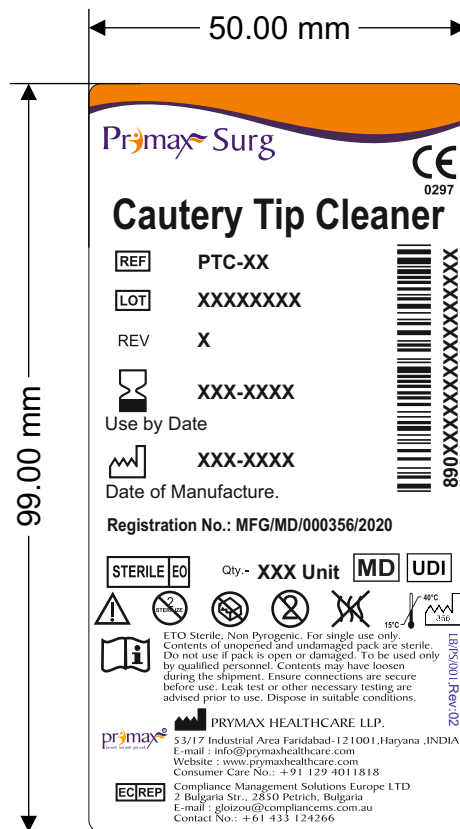 50.00 mm
99.00 mm
Primax Surg
CE
0297
Cautery Tip Cleaner
REF PTC-XX
LOT XXXXXXXX
REV X
XXX-XXXX
Use by Date
XXX-XXXX
Date of Manufacture.
Registration No.: MFG/MD/000356/2020
STERILE EO Qty.- XXX Unit MD UDI
2 STERILIZE 2 15°C 40°C 356
i
ETO Sterile, Non Pyrogenic. For single use only.
Contents of unopened and undamaged pack are sterile.
Do not use if pack is open or damaged. To be used only
by qualified personnel. Contents may have loosen
during the shipment. Ensure connections are secure
before use. Leak test or other necessary testing are
advised prior to use. Dispose in suitable conditions.
LB/PS/001,Rev:02
primax
PRYMAX HEALTHCARE LLP.
53/17 Industrial Area Faridabad-121001,Haryana ,INDIA
E-mail : info@prymaxhealthcare.com
Website : www.prymaxhealthcare.com
Consumer Care No.: +91 129 4011818
EC REP Compliance Management Solutions Europe LTD
2 Bulgaria Str., 2850 Petrich, Bulgaria
E-mail : gloizou@compliancems.com.au
Contact No.: +61 433 124266